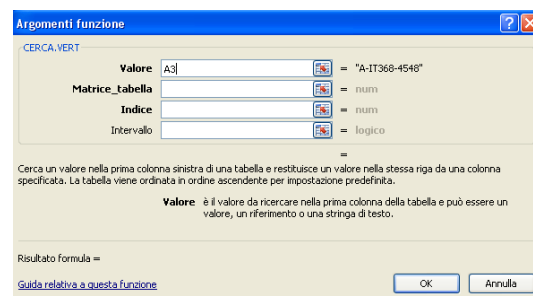 Argomenti funzione
CERCA.VERT
Valore A3 = "A-IT368-4548"
Matrice_tabella = num
Indice = num
Intervallo = logico
=
Cerca un valore nella prima colonna sinistra di una tabella e restituisce un valore nella stessa riga da una colonna
specificata. La tabella viene ordinata in ordine ascendente per impostazione predefinita.
Valore è il valore da ricercare nella prima colonna della tabella e può essere un
valore, un riferimento o una stringa di testo.
Risultato formula =
Guida relativa a questa funzione OK Annulla